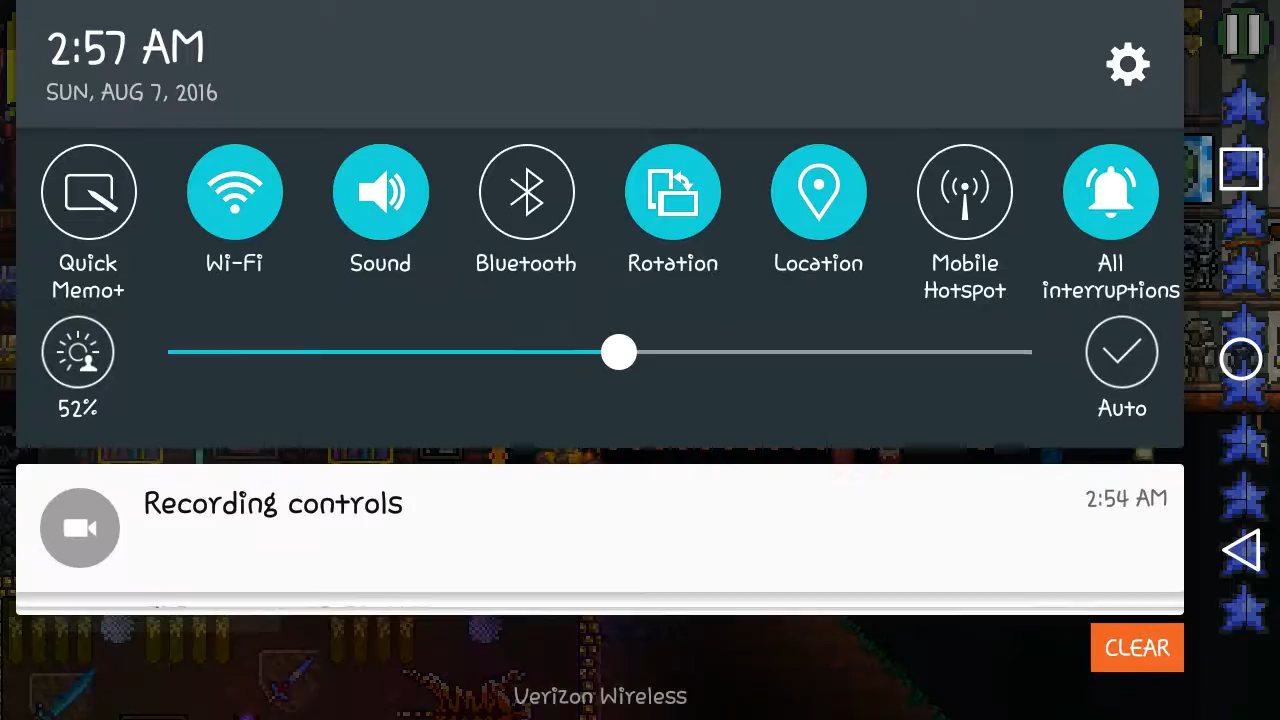 2:57 AM
SUN, AUG 7, 2016
Quick Memo+
Wi-Fi
Sound
Bluetooth
Rotation
Location
Mobile Hotspot
All interruptions
52%
Auto
Recording controls
2:54 AM
CLEAR
Verizon Wireless